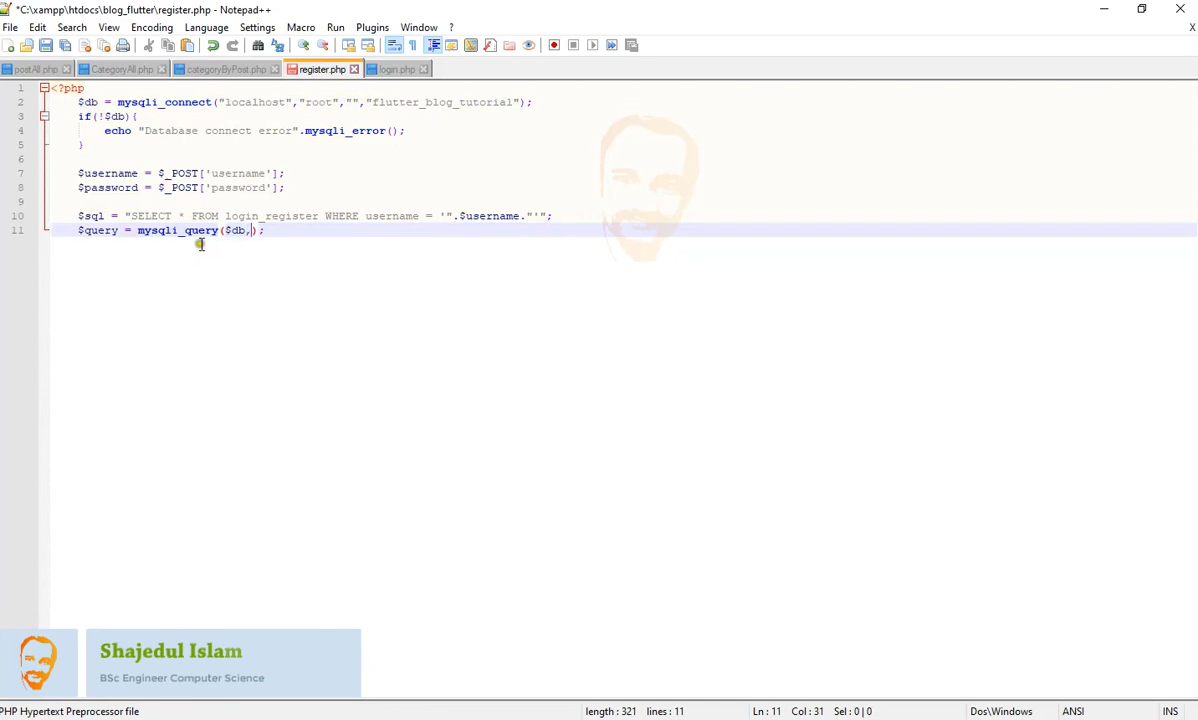 *C:\xampp\htdocs\blog_flutter\register.php - Notepad++
File Edit Search View Encoding Language Settings Macro Run Plugins Window ?
X
postAll.php CategoryAll.php categoryByPost.php register.php login.php
1 <?php
2 $db = mysqli_connect("localhost","root","","flutter_blog_tutorial");
3 if(!$db){
4 echo "Database connect error".mysqli_error();
5 }
6
7 $username = $_POST['username'];
8 $password = $_POST['password'];
9
10 $sql = "SELECT * FROM login_register WHERE username = '".$username."'";
11 $query = mysqli_query($db,);
Shajedul Islam
BSc Engineer Computer Science
PHP Hypertext Preprocessor file length : 321 lines : 11 Ln : 11 Col : 31 Sel : 0 | 0 Dos\Windows ANSI INS